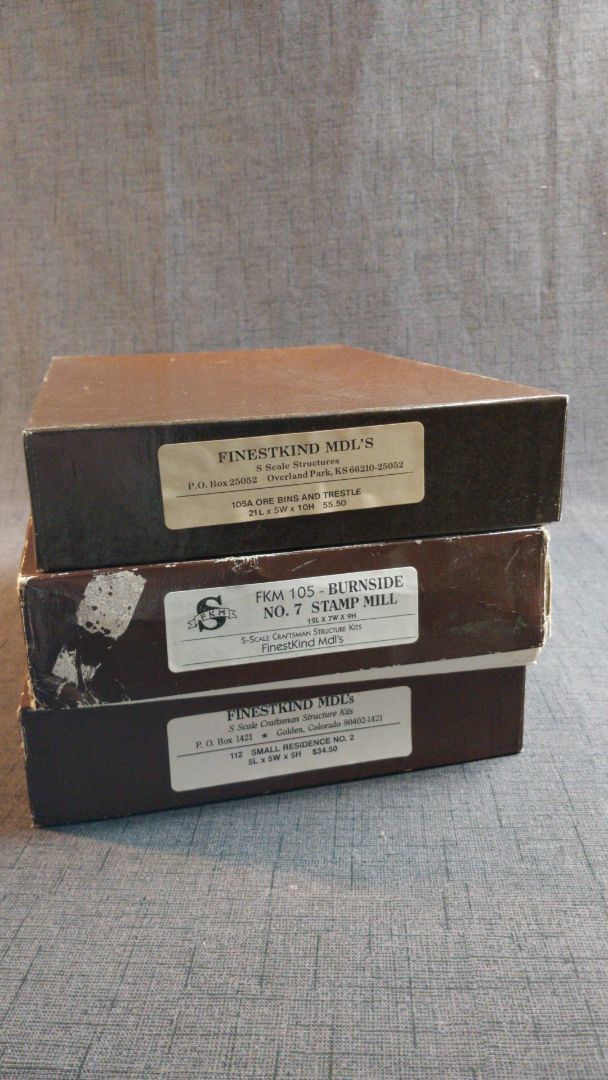 FINESTKIND MDL'S
S Scale Structures
P.O. Box 25052 Overland Park, KS 66210-25052
105A ORE BINS AND TRESTLE
21L x 5W x 10H 55.50
S
FKM
FKM 105 - BURNSIDE
NO. 7 STAMP MILL
19L X 7W X 9H
S-SCALE CRAFTSMAN STRUCTURE KITS
FinestKind Mdl's
FINESTKIND MDL's
S Scale Craftsman Structure Kits
P. O. Box 1421 ★ Golden, Colorado 80402-1421
112 SMALL RESIDENCE NO. 2
5L x 5W x 5H $34.50